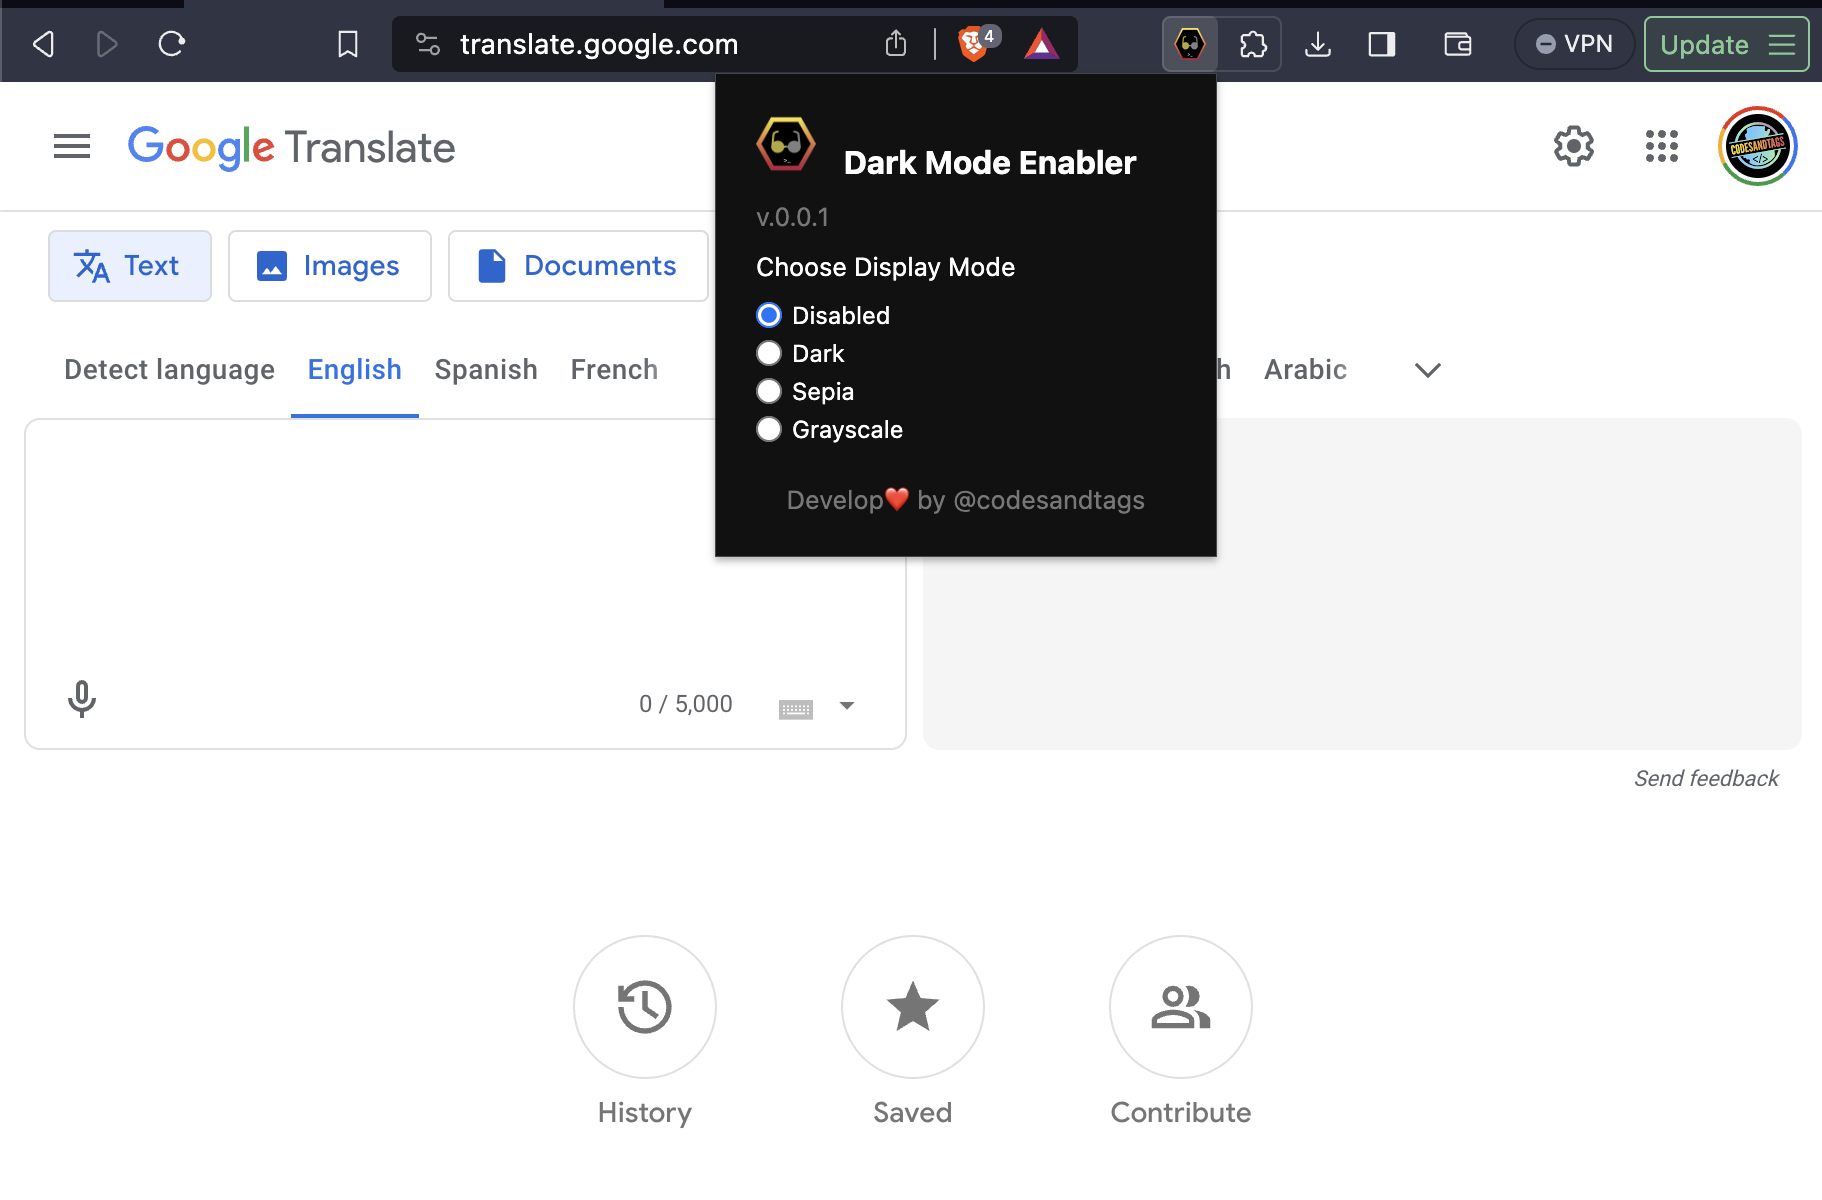 translate.google.com
4
VPN
Update
Google Translate
CODESANDTAGS
</>
Dark Mode Enabler
v.0.0.1
Choose Display Mode
Disabled
Dark
Sepia
Grayscale
Develop❤️ by @codesandtags
Text
Images
Documents
Detect language
English
Spanish
French
h
Arabic
0 / 5,000
Send feedback
History
Saved
Contribute